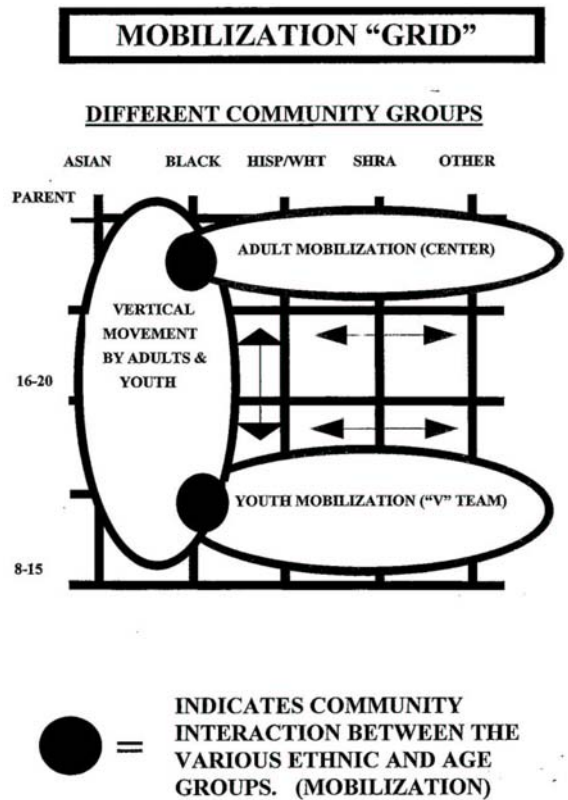 MOBILIZATION “GRID”
DIFFERENT COMMUNITY GROUPS
ASIAN BLACK HISP/WHT SHRA OTHER
PARENT
ADULT MOBILIZATION (CENTER)
VERTICAL
MOVEMENT
BY ADULTS &
YOUTH
16-20
YOUTH MOBILIZATION (“V” TEAM)
8-15
= INDICATES COMMUNITY
INTERACTION BETWEEN THE
VARIOUS ETHNIC AND AGE
GROUPS. (MOBILIZATION)